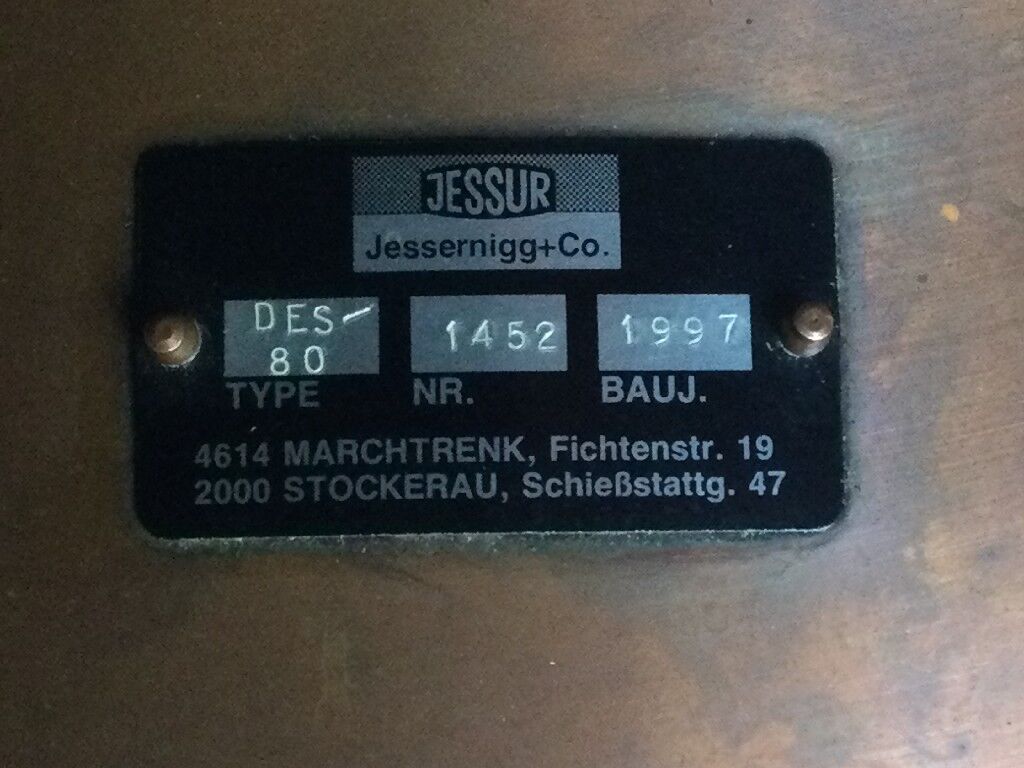 JESSUR
Jessernigg+Co.
DES-
80
1452
1997
TYPE
NR.
BAUJ.
4614 MARCHTRENK, Fichtenstr. 19
2000 STOCKERAU, Schießstattg. 47